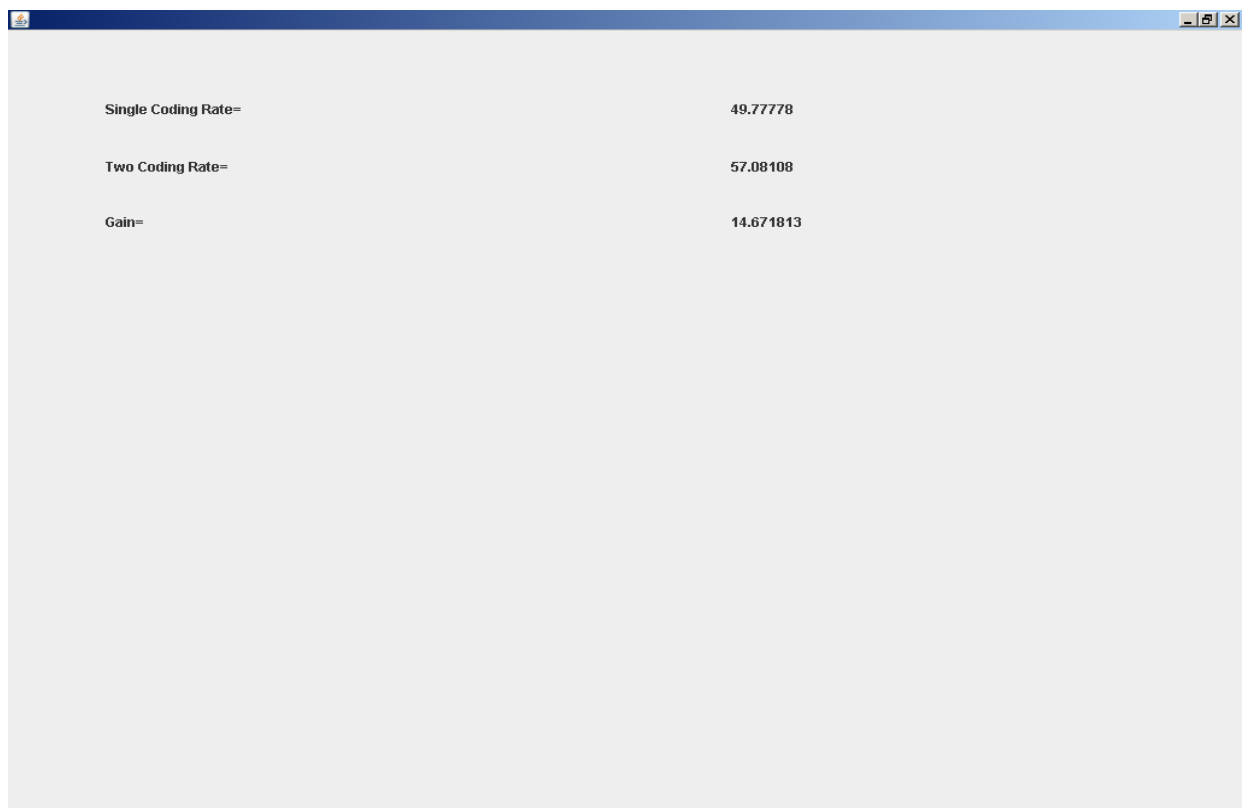 Single Coding Rate= 49.77778
Two Coding Rate= 57.08108
Gain= 14.671813